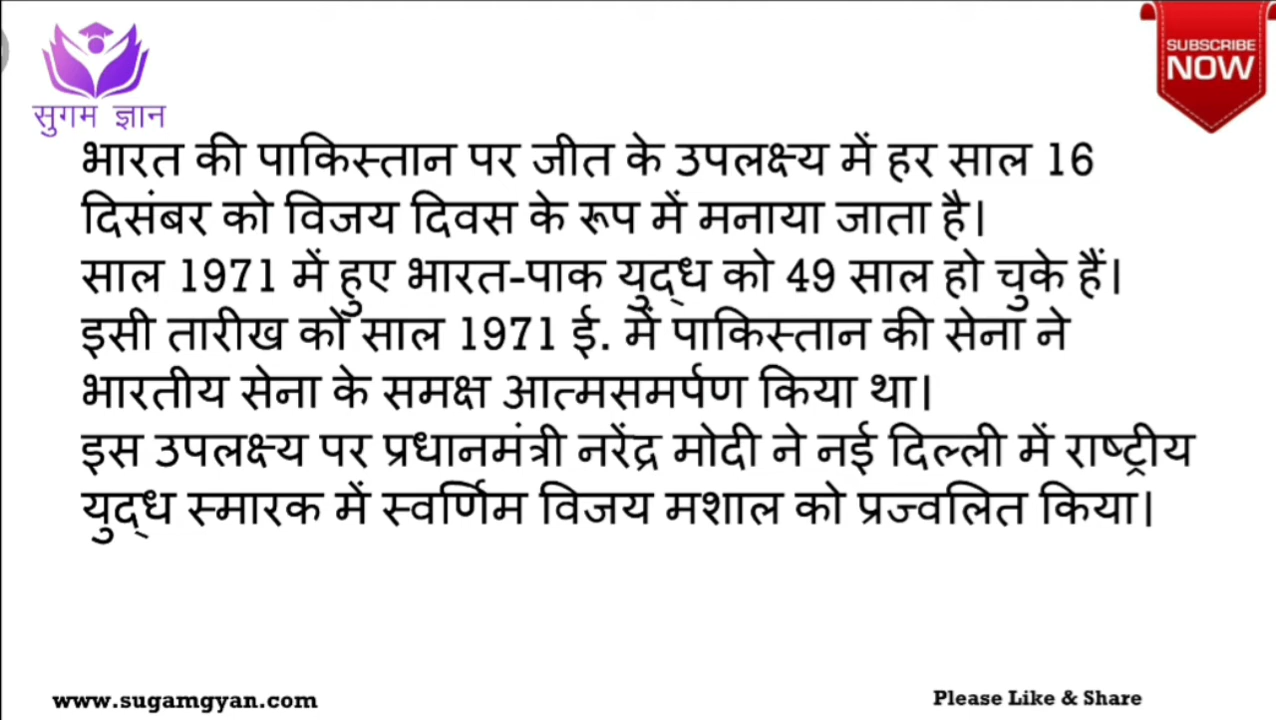 सुगम ज्ञान
SUBSCRIBE
NOW
भारत की पाकिस्तान पर जीत के उपलक्ष्य में हर साल 16
दिसंबर को विजय दिवस के रूप में मनाया जाता है।
साल 1971 में हुए भारत-पाक युद्ध को 49 साल हो चुके हैं।
इसी तारीख को साल 1971 ई. में पाकिस्तान की सेना ने
भारतीय सेना के समक्ष आत्मसमर्पण किया था।
इस उपलक्ष्य पर प्रधानमंत्री नरेंद्र मोदी ने नई दिल्ली में राष्ट्रीय
युद्ध स्मारक में स्वर्णिम विजय मशाल को प्रज्वलित किया।
www.sugamgyan.com
Please Like & Share